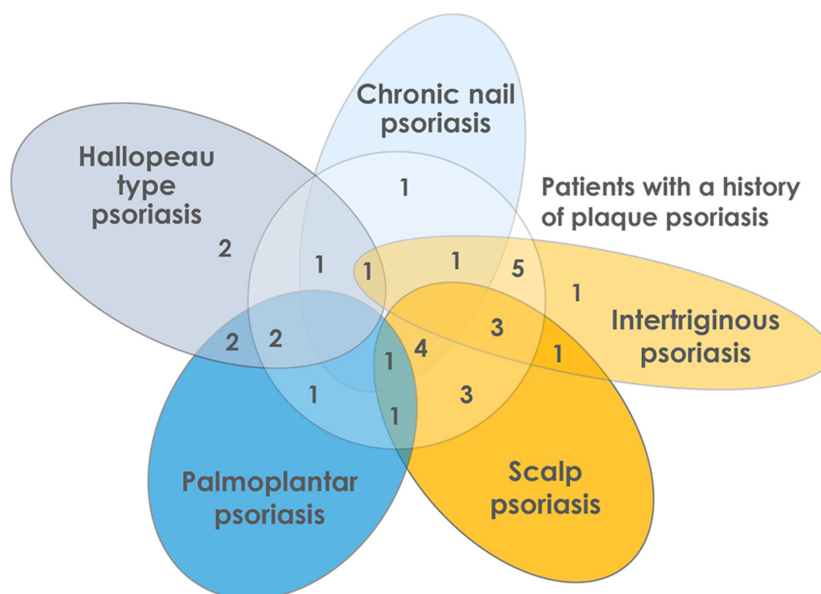 Chronic nail
psoriasis
Hallopeau
type
psoriasis
Patients with a history
of plaque psoriasis
1
2
1
1
1
5
1
Intertriginous
psoriasis
2
2
1
4
3
1
1
1
3
Scalp
psoriasis
Palmoplantar
psoriasis